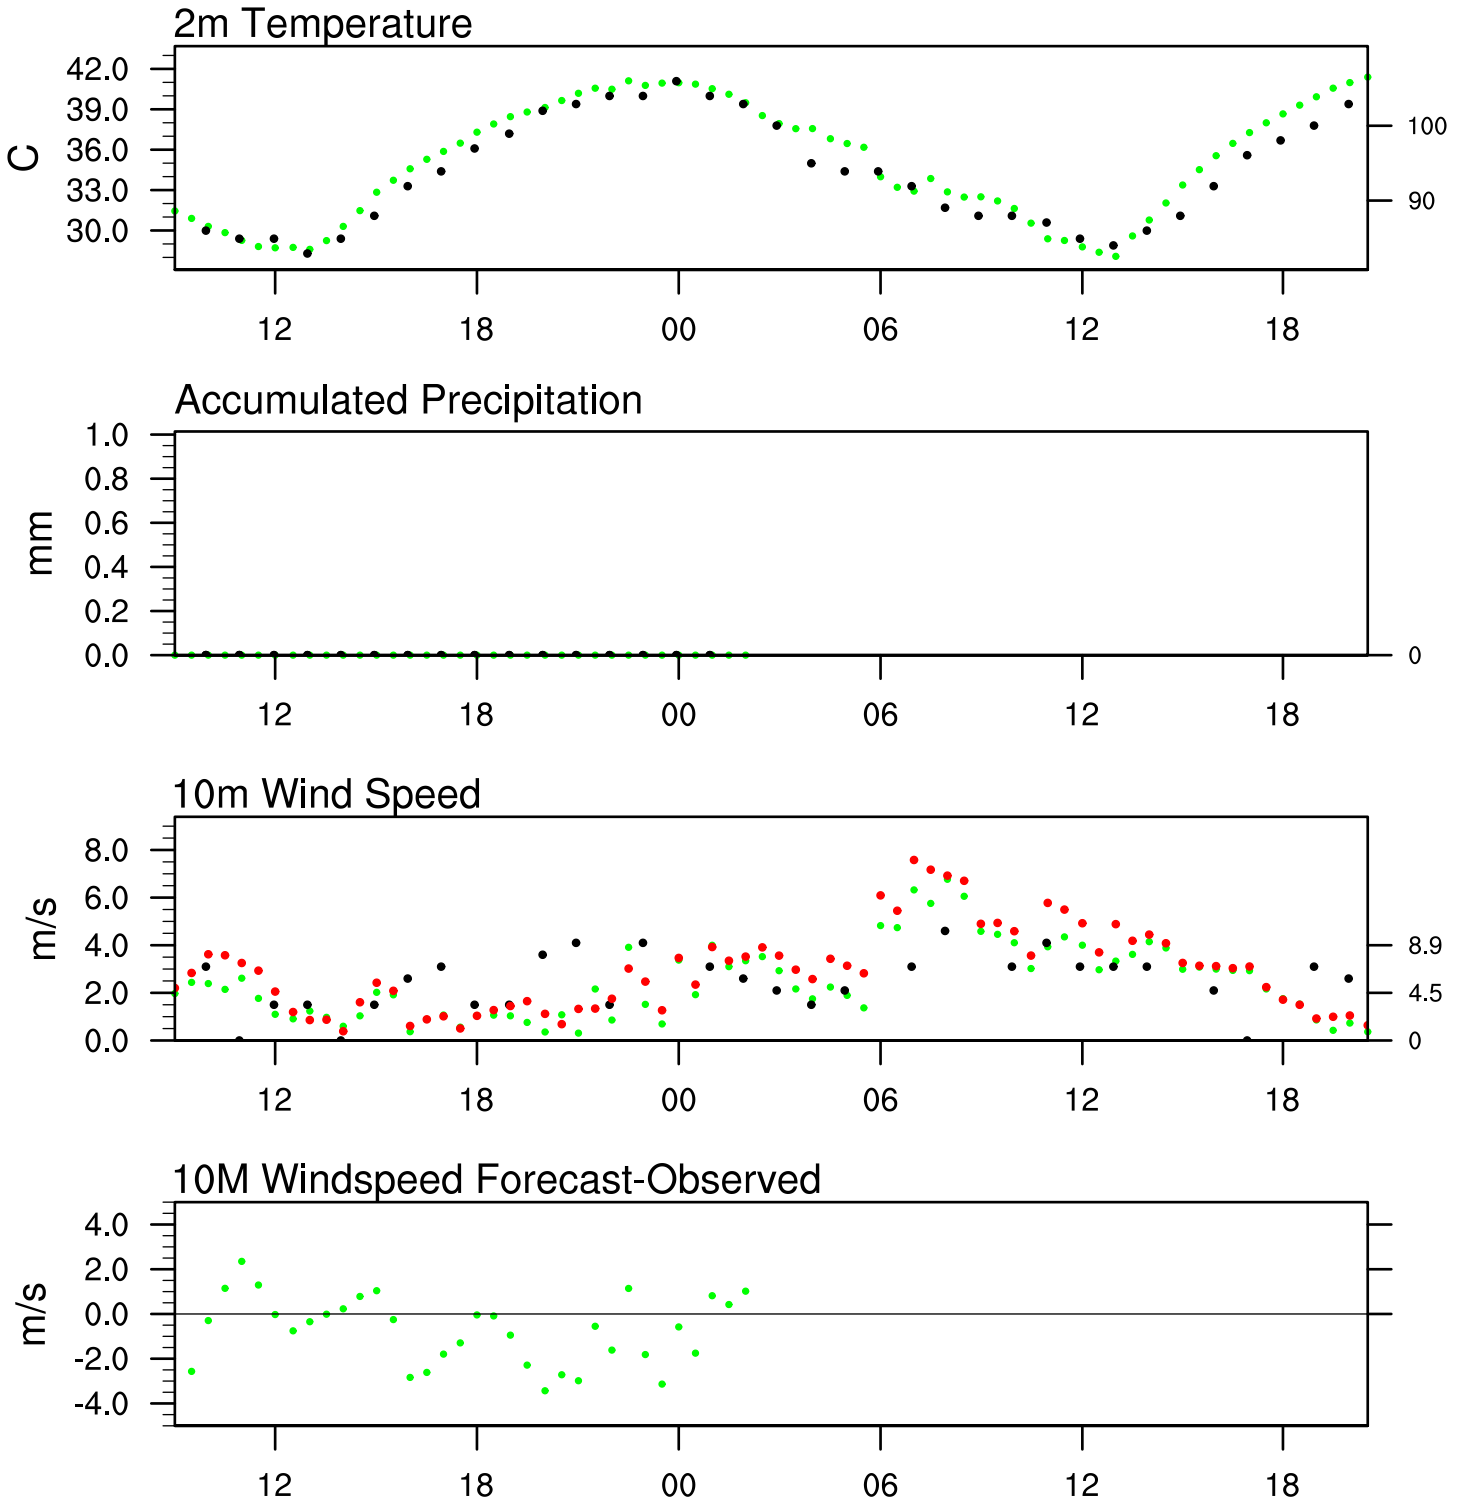 2m Temperature
42.0
39.0
36.0
33.0
30.0
C
100
90
12 18 00 06 12 18
Accumulated Precipitation
1.0
0.8
0.6
0.4
0.2
0.0
mm
0
12 18 00 06 12 18
10m Wind Speed
8.0
6.0
4.0
2.0
0.0
m/s
8.9
4.5
0
12 18 00 06 12 18
10M Windspeed Forecast-Observed
4.0
2.0
0.0
-2.0
-4.0
m/s
12 18 00 06 12 18